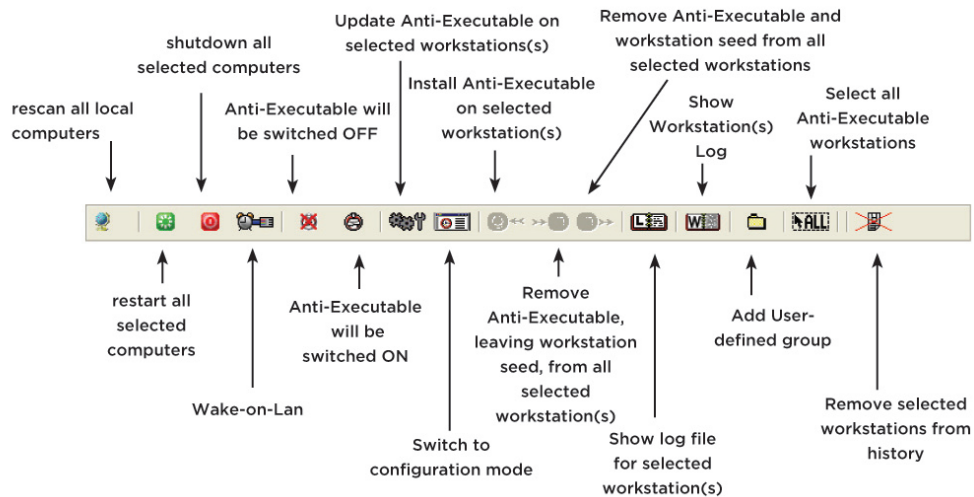 rescan all local
computers
shutdown all
selected computers
Anti-Executable will
be switched OFF
Update Anti-Executable on
selected workstations(s)
Install Anti-Executable
on selected
workstation(s)
Remove Anti-Executable and
workstation seed from all
selected workstations
Show
Workstation(s)
Log
Select all
Anti-Executable
workstations
L
W
ALL
restart all
selected
computers
Wake-on-Lan
Anti-Executable
will be
switched ON
Switch to
configuration mode
Remove
Anti-Executable,
leaving workstation
seed, from all
selected
workstation(s)
Show log file
for selected
workstation(s)
Add User-
defined group
Remove selected
workstations from
history